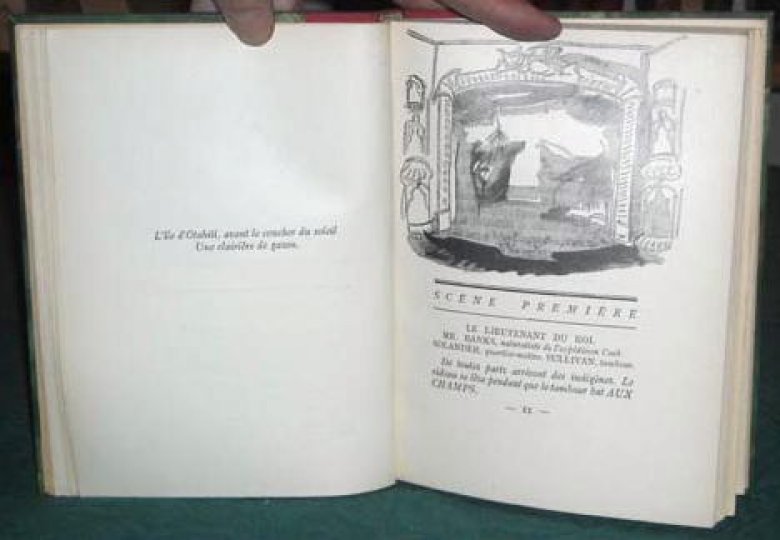 L'île d'Otahiti, avant le coucher du soleil
Une clairière de gazon.
SCÈNE PREMIÈRE
LE LIEUTENANT DU ROI.
MR. BANKS, naturaliste de l'expédition Cook
SOLANDER, quartier-maître. SULLIVAN, tambour.
De toutes parts arrivent des indigènes. Le
rideau se lève pendant que le tambour bat AUX
CHAMPS.
— 11 —